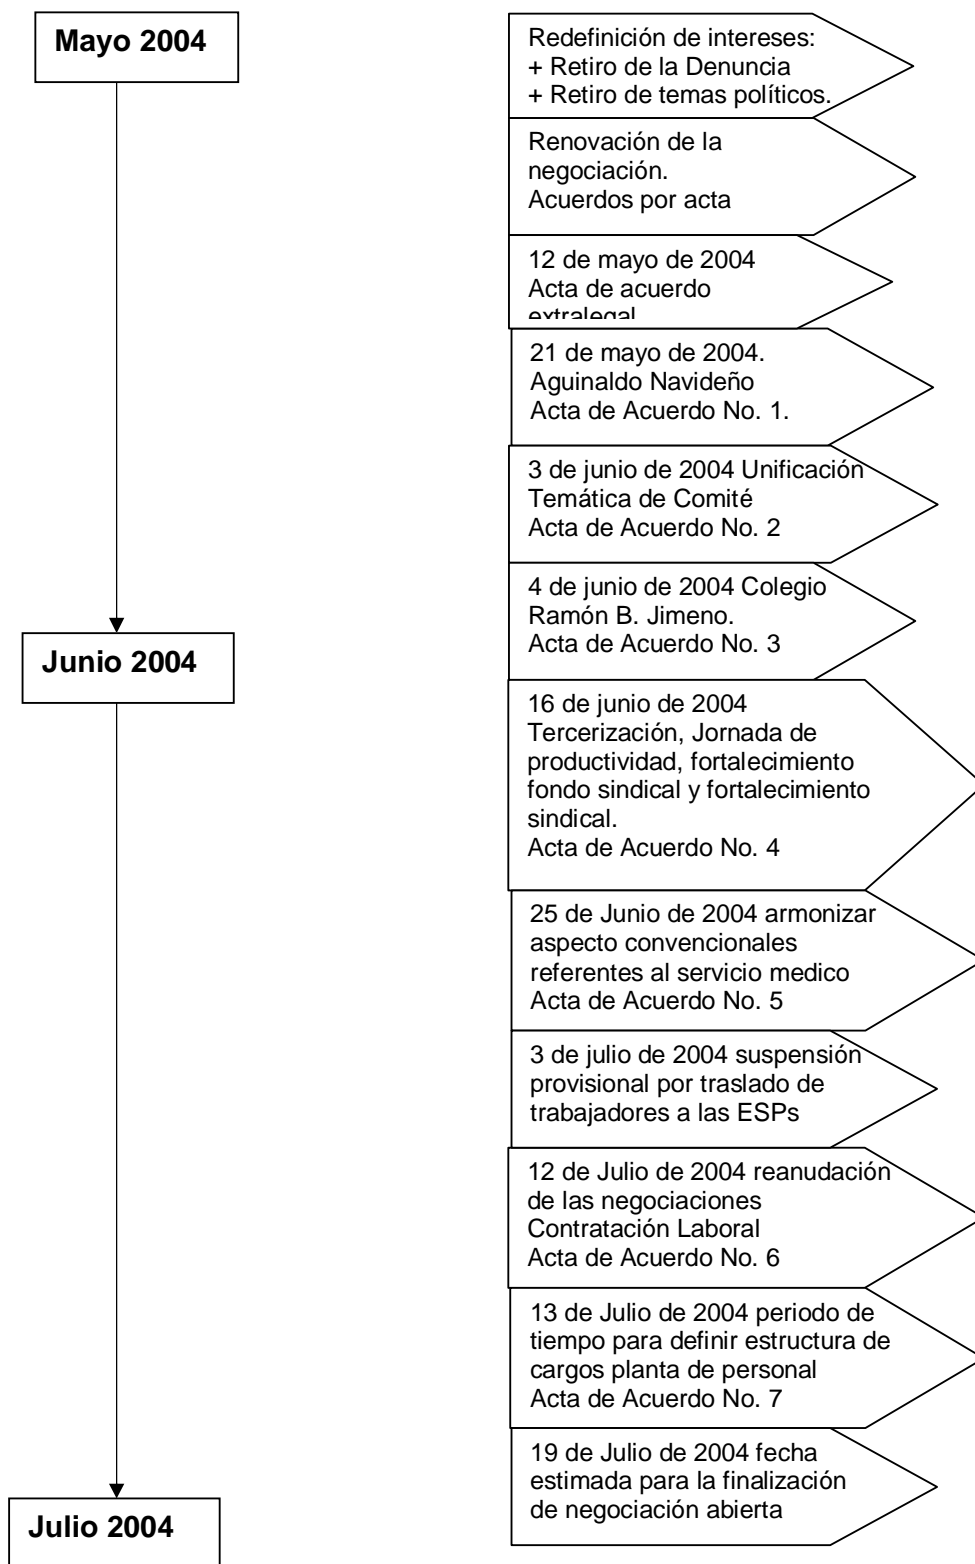 Mayo 2004
Redefinición de intereses:
+ Retiro de la Denuncia
+ Retiro de temas políticos.
Renovación de la
negociación.
Acuerdos por acta
12 de mayo de 2004
Acta de acuerdo
extralegal
21 de mayo de 2004.
Aguinaldo Navideño
Acta de Acuerdo No. 1.
3 de junio de 2004 Unificación
Temática de Comité
Acta de Acuerdo No. 2
4 de junio de 2004 Colegio
Ramón B. Jimeno.
Acta de Acuerdo No. 3
Junio 2004
16 de junio de 2004
Tercerización, Jornada de
productividad, fortalecimiento
fondo sindical y fortalecimiento
sindical.
Acta de Acuerdo No. 4
25 de Junio de 2004 armonizar
aspecto convencionales
referentes al servicio medico
Acta de Acuerdo No. 5
3 de julio de 2004 suspensión
provisional por traslado de
trabajadores a las ESPs
12 de Julio de 2004 reanudación
de las negociaciones
Contratación Laboral
Acta de Acuerdo No. 6
13 de Julio de 2004 periodo de
tiempo para definir estructura de
cargos planta de personal
Acta de Acuerdo No. 7
19 de Julio de 2004 fecha
estimada para la finalización
de negociación abierta
Julio 2004